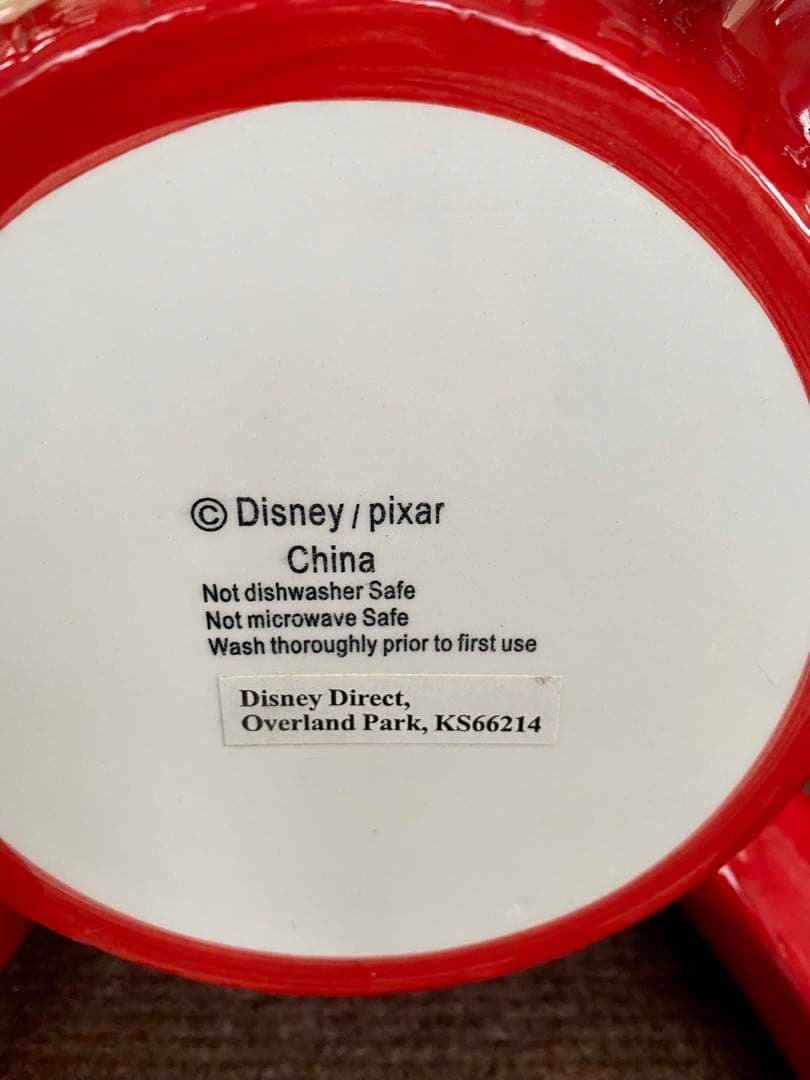 © Disney / pixar
China
Not dishwasher Safe
Not microwave Safe
Wash thoroughly prior to first use
Disney Direct,
Overland Park, KS66214